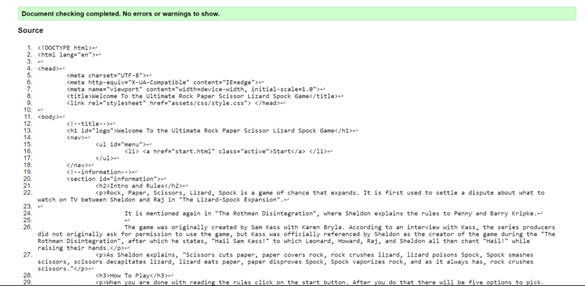 Document checking completed. No errors or warnings to show.
Source
1. <!DOCTYPE html>↩
2. <html lang="en">↩
3. ↩
4. <head>↩
5. <meta charset="UTF-8">↩
6. <meta http-equiv="X-UA-Compatible" content="IE=edge">↩
7. <meta name="viewport" content="width=device-width, initial-scale=1.0">↩
8. <title>Welcome To the Ultimate Rock Paper Scissor Lizard Spock Game</title>↩
9. <link rel="stylesheet" href="assets/css/style.css"> </head>↩
10. ↩
11. <body>↩
12. <!--title-->↩
13. <h1 id="logo">Welcome To the Ultimate Rock Paper Scissor Lizard Spock Game</h1>↩
14. <nav>↩
15. <ul id="menu">↩
16. <li> <a href="start.html" class="active">Start</a> </li>↩
17. </ul>↩
18. </nav>↩
19. <!--information-->↩
20. <section id="information">↩
21. <h2>Intro and Rules</h2>↩
22. <p>Rock, Paper, Scissors, Lizard, Spock is a game of chance that expands. It is first used to settle a dispute about what to
watch on TV between Sheldon and Raj in "The Lizard-Spock Expansion".↩
23. ↩
24. It is mentioned again in "The Rothman Disintegration", where Sheldon explains the rules to Penny and Barry Kripke.↩
25. ↩
26. The game was originally created by Sam Kass with Karen Bryla. According to an interview with Kass, the series producers
did not originally ask for permission to use the game, but Kass was officially referenced by Sheldon as the creator of the game during the "The
Rothman Disintegration", after which he states, "Hail Sam Kass!" to which Leonard, Howard, Raj, and Sheldon all then chant "Hail!" while
raising their hands.</p>↩
27. <p>As Sheldon explains, "Scissors cuts paper, paper covers rock, rock crushes lizard, lizard poisons Spock, Spock smashes
scissors, scissors decapitates lizard, lizard eats paper, paper disproves Spock, Spock vaporizes rock, and as it always has, rock crushes
scissors."</p>↩
28. <h3>How To Play</h3>↩
29. <p>When you are done with reading the rules click on the start button. After you do that there will be five options to pick.